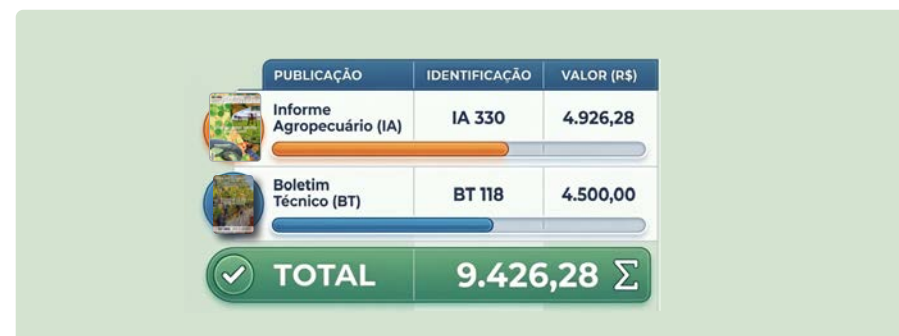 PUBLICAÇÃO IDENTIFICAÇÃO VALOR (R$)
Informe
Agropecuário (IA) IA 330 4.926,28
Boletim
Técnico (BT) BT 118 4.500,00
TOTAL 9.426,28 Σ